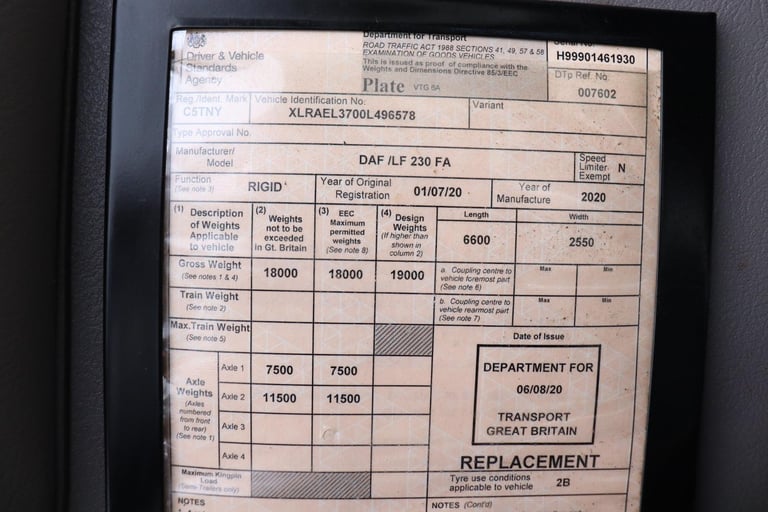 Department for Transport
Serial No.
Driver & Vehicle
Standards
Agency
ROAD TRAFFIC ACT 1988 SECTIONS 41, 49, 57 & 58
EXAMINATION OF GOODS VEHICLES
This is issued as proof of compliance with the
Weights and Dimensions Directive 85/3/EEC
Plate VTG 6A
H99901461930
DTp Ref. No.
007602
Reg./Ident. Mark
C5TNY
Vehicle Identification No.
XLRAEL3700L496578
Variant
Type Approval No.
Manufacturer/
Model
DAF /LF 230 FA
Speed
Limiter
Exempt
N
Function
(See note 3)
RIGID
Year of Original
Registration
01/07/20
Year of
Manufacture
2020
(1) Description
of Weights
Applicable
to vehicle
(2) Weights
not to be
exceeded
in Gt. Britain
(3) EEC
Maximum
permitted
weights
(See note 8)
(4) Design
Weights
(If higher than
shown in
column 2)
Length
6600
Width
2550
Gross Weight
(See notes 1 & 4)
18000
18000
19000
a. Coupling centre to
vehicle foremost part
(See note 6)
Max
Min
Train Weight
(See note 2)
b. Coupling centre to
vehicle rearmost part
(See note 7)
Max
Min
Max.Train Weight
(See note 5)
Date of Issue
Axle
Weights
(Axles
numbered
from front
to rear)
(See note 1)
Axle 1
7500
7500
Axle 2
11500
11500
Axle 3
Axle 4
DEPARTMENT FOR
06/08/20
TRANSPORT
GREAT BRITAIN
REPLACEMENT
Maximum Kingpin
Load
(Semi-Trailers only)
Tyre use conditions
applicable to vehicle
2B
NOTES
NOTES (Cont'd)